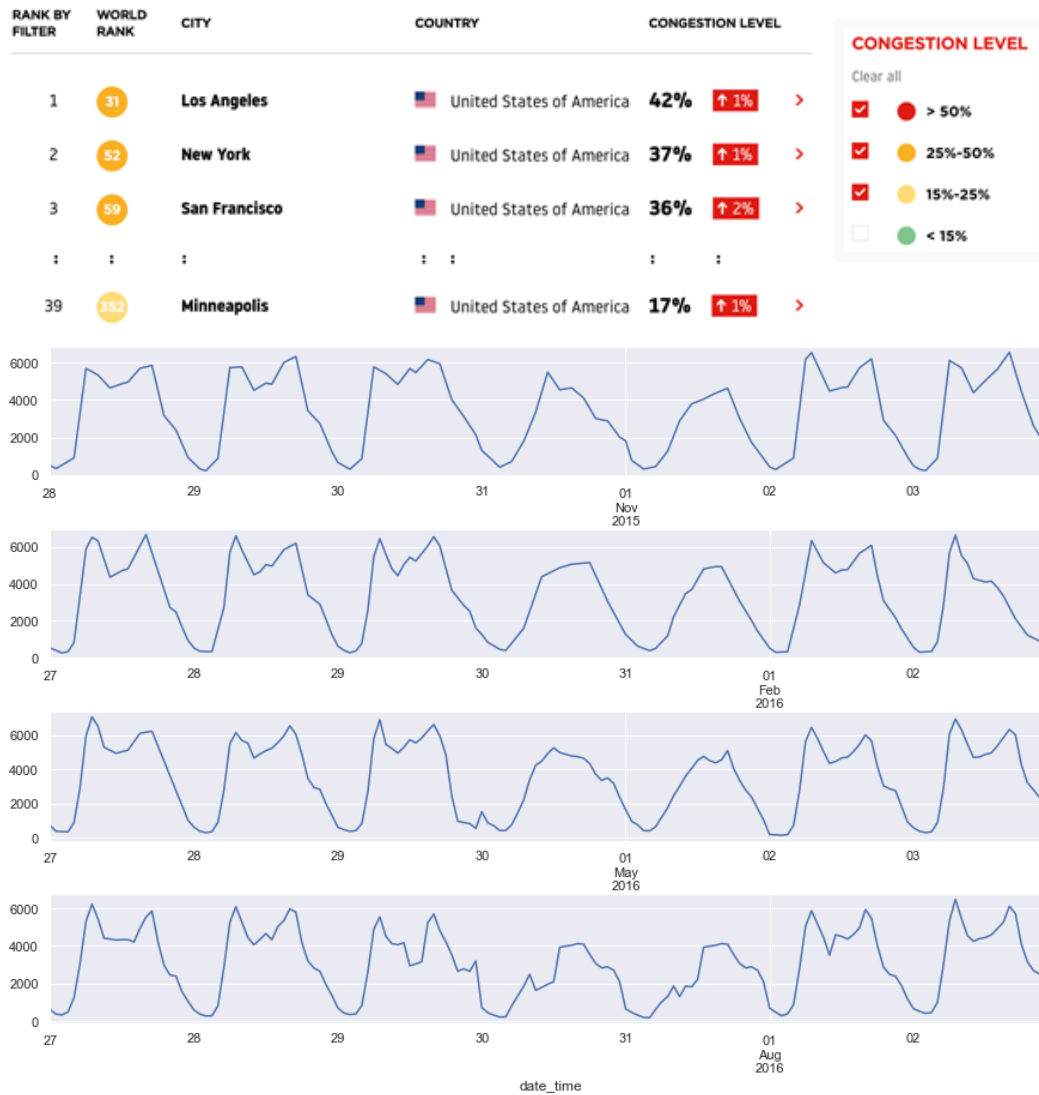 RANK BY FILTER WORLD RANK CITY COUNTRY CONGESTION LEVEL
1 31 Los Angeles United States of America 42% ↑ 1% >
2 52 New York United States of America 37% ↑ 1% >
3 59 San Francisco United States of America 36% ↑ 2% >
: : : : : : :
39 352 Minneapolis United States of America 17% ↑ 1% >
CONGESTION LEVEL
Clear all
> 50%
25%-50%
15%-25%
< 15%
6000
4000
2000
0
28 29 30 31 01 02 03
Nov
2015
6000
4000
2000
0
27 28 29 30 31 01 02
Feb
2016
6000
4000
2000
0
27 28 29 30 01 02 03
May
2016
6000
4000
2000
0
27 28 29 30 31 01 02
Aug
2016
date_time